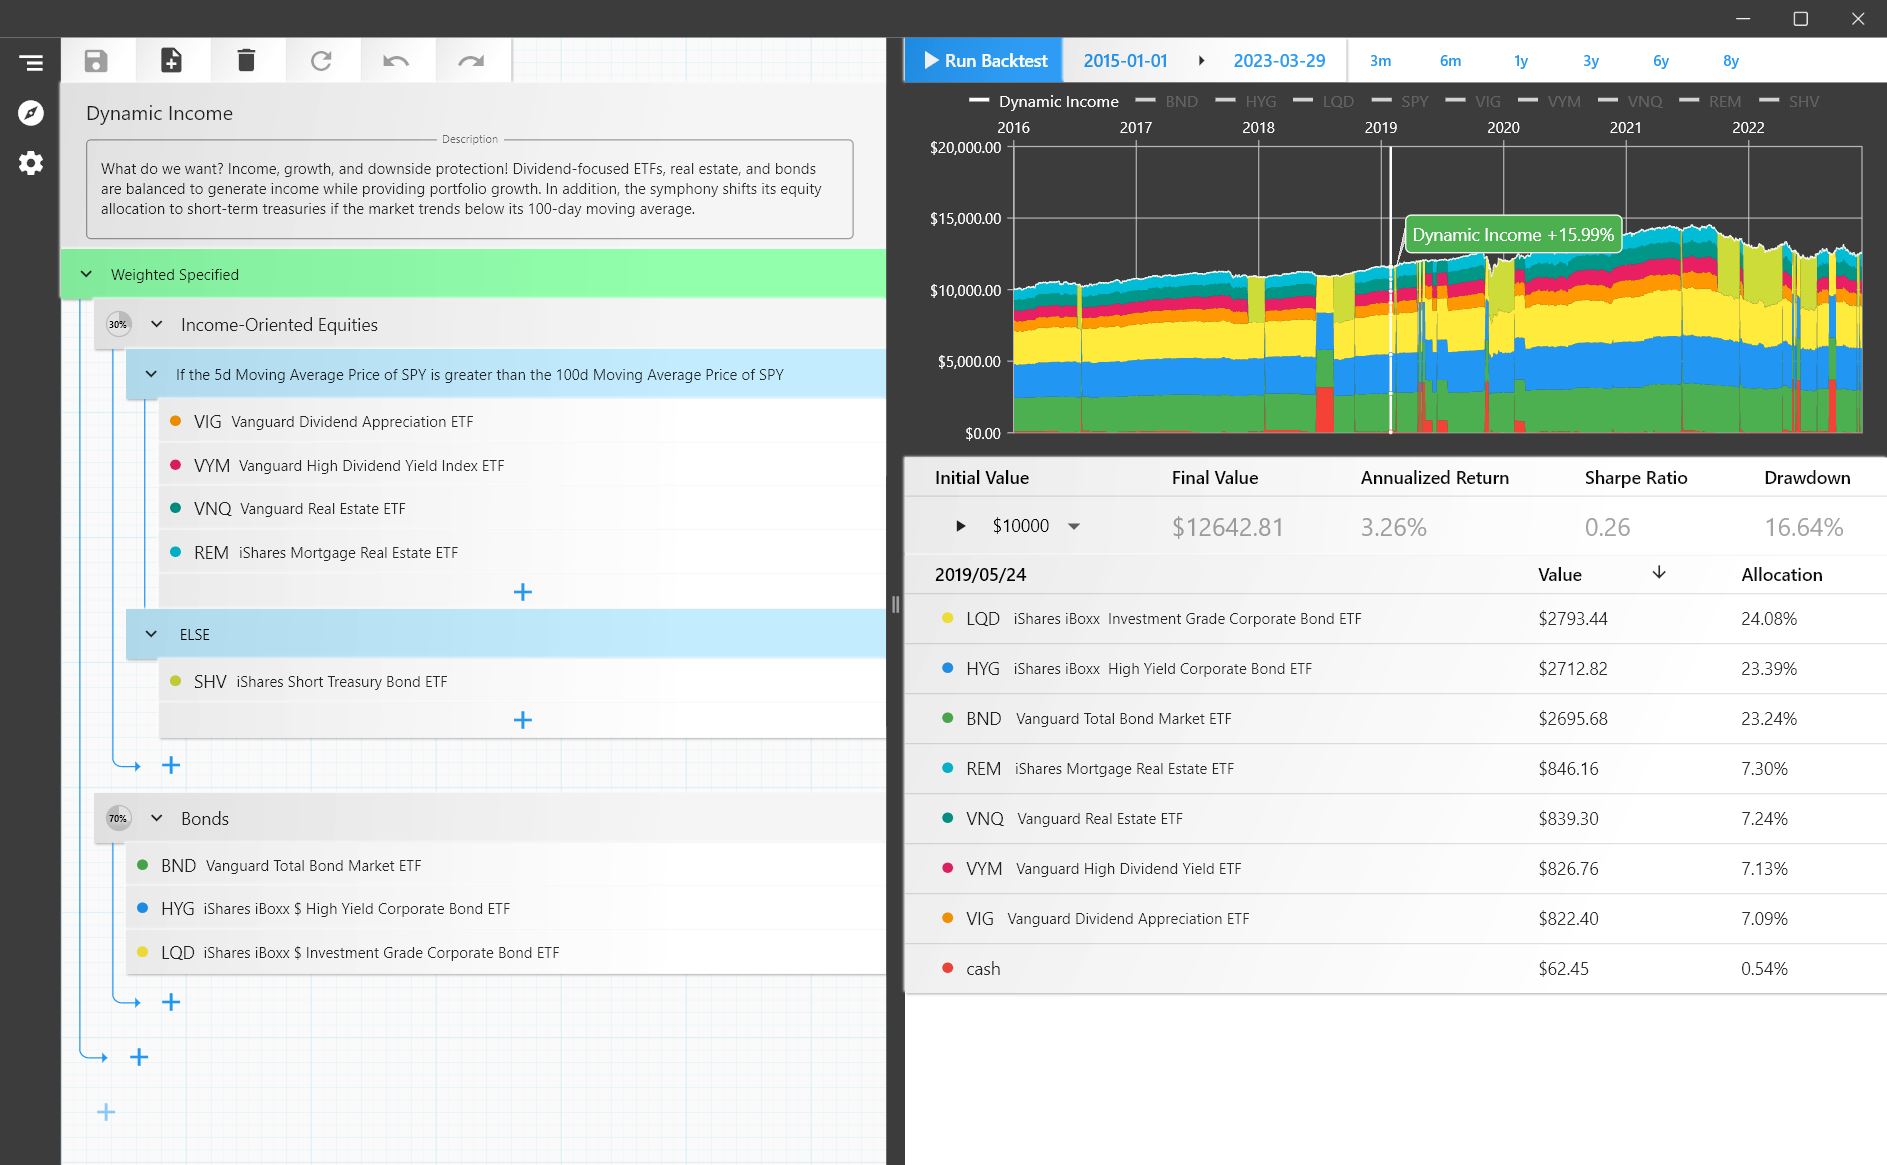 Run Backtest 2015-01-01 2023-03-29 3m 6m 1y 3y 6y 8y
Dynamic Income
Description
What do we want? Income, growth, and downside protection! Dividend-focused ETFs, real estate, and bonds
are balanced to generate income while providing portfolio growth. In addition, the symphony shifts its equity
allocation to short-term treasuries if the market trends below its 100-day moving average.
Weighted Specified
30% Income-Oriented Equities
If the 5d Moving Average Price of SPY is greater than the 100d Moving Average Price of SPY
VIG Vanguard Dividend Appreciation ETF
VYM Vanguard High Dividend Yield Index ETF
VNQ Vanguard Real Estate ETF
REM iShares Mortgage Real Estate ETF
ELSE
SHV iShares Short Treasury Bond ETF
70% Bonds
BND Vanguard Total Bond Market ETF
HYG iShares iBoxx $ High Yield Corporate Bond ETF
LQD iShares iBoxx $ Investment Grade Corporate Bond ETF
Dynamic Income BND HYG LQD SPY VIG VYM VNQ REM SHV
2016 2017 2018 2019 2020 2021 2022
$20,000.00
$15,000.00
Dynamic Income +15.99%
$10,000.00
$5,000.00
$0.00
Initial Value Final Value Annualized Return Sharpe Ratio Drawdown
$10000 $12642.81 3.26% 0.26 16.64%
2019/05/24 Value Allocation
LQD iShares iBoxx Investment Grade Corporate Bond ETF $2793.44 24.08%
HYG iShares iBoxx High Yield Corporate Bond ETF $2712.82 23.39%
BND Vanguard Total Bond Market ETF $2695.68 23.24%
REM iShares Mortgage Real Estate ETF $846.16 7.30%
VNQ Vanguard Real Estate ETF $839.30 7.24%
VYM Vanguard High Dividend Yield ETF $826.76 7.13%
VIG Vanguard Dividend Appreciation ETF $822.40 7.09%
cash $62.45 0.54%